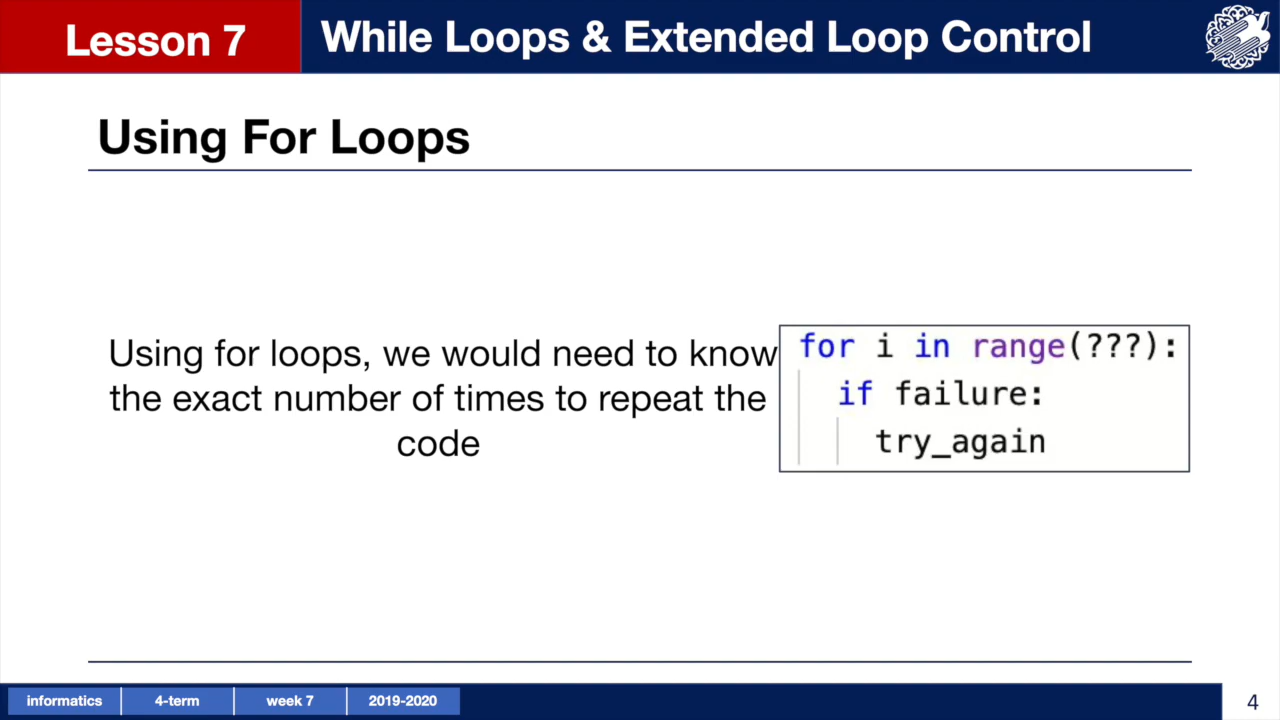 Lesson 7
While Loops & Extended Loop Control
Using For Loops
Using for loops, we would need to know
the exact number of times to repeat the
code
for i in range(???):
if failure:
try_again
informatics
4-term
week 7
2019-2020
4